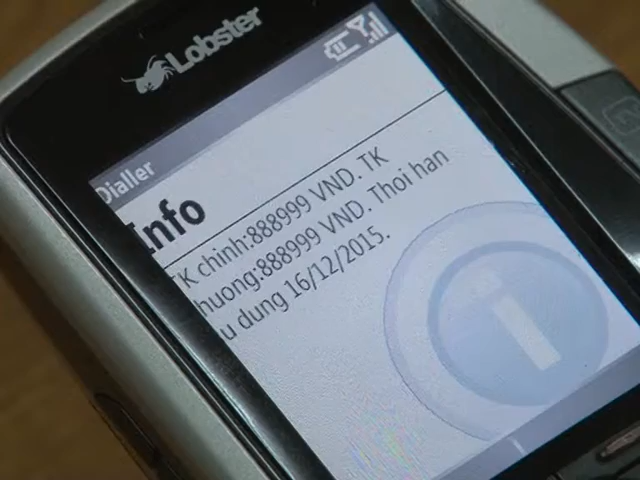 Lobster
Dialler
Info
TK chinh:888999 VND. TK
huong:888999 VND. Thoi han
u dung 16/12/2015.